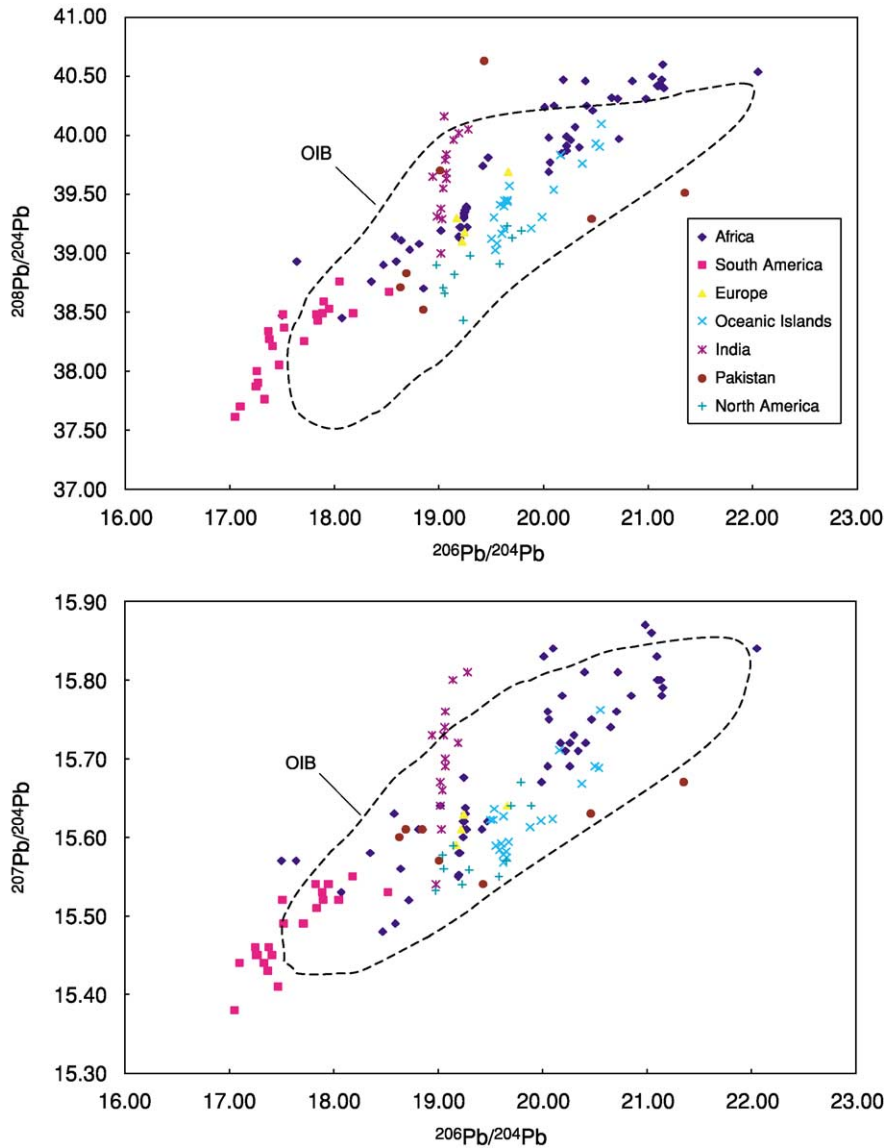 41.00
40.50
40.00
39.50
39.00
38.50
38.00
37.50
37.00
208Pb/204Pb
OIB
Africa
South America
Europe
Oceanic Islands
India
Pakistan
North America
16.00 17.00 18.00 19.00 20.00 21.00 22.00 23.00
206Pb/204Pb
15.90
15.80
15.70
15.60
15.50
15.40
15.30
207Pb/204Pb
OIB
16.00 17.00 18.00 19.00 20.00 21.00 22.00 23.00
206Pb/204Pb